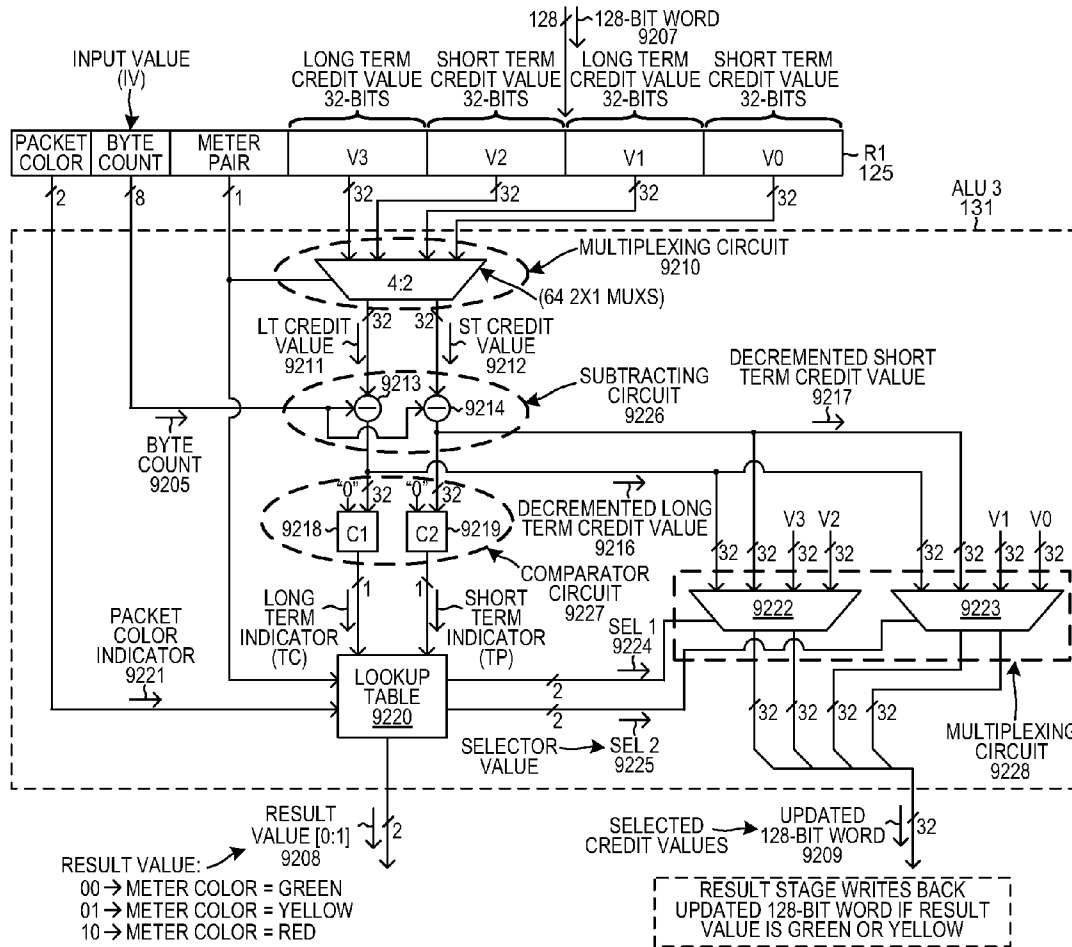 128
128-BIT WORD
9207
INPUT VALUE
(IV)
LONG TERM
CREDIT VALUE
32-BITS
SHORT TERM
CREDIT VALUE
32-BITS
LONG TERM
CREDIT VALUE
32-BITS
SHORT TERM
CREDIT VALUE
32-BITS
PACKET
COLOR
BYTE
COUNT
METER
PAIR
V3
V2
V1
V0
R1
125
2
8
1
32
32
32
32
ALU 3
131
MULTIPLEXING CIRCUIT
9210
4:2
(64 2X1 MUXS)
32
32
LT CREDIT
VALUE
9211
ST CREDIT
VALUE
9212
9213
9214
SUBTRACTING
CIRCUIT
9226
DECREMENTED SHORT
TERM CREDIT VALUE
9217
BYTE
COUNT
9205
"0"
32
"0"
32
9218
C1
C2
9219
DECREMENTED LONG
TERM CREDIT VALUE
9216
COMPARATOR
CIRCUIT
9227
V3
V2
V1
V0
32
32
32
32
32
32
32
32
9222
9223
1
1
LONG
TERM
INDICATOR
(TC)
SHORT
TERM
INDICATOR
(TP)
PACKET
COLOR
INDICATOR
9221
SEL 1
9224
LOOKUP
TABLE
9220
2
2
32
32
32
32
SELECTOR
VALUE
SEL 2
9225
MULTIPLEXING
CIRCUIT
9228
RESULT
VALUE [0:1]
9208
2
SELECTED
CREDIT VALUES
UPDATED
128-BIT WORD
9209
32
RESULT VALUE:
00→METER COLOR = GREEN
01→METER COLOR = YELLOW
10→METER COLOR = RED
RESULT STAGE WRITES BACK
UPDATED 128-BIT WORD IF RESULT
VALUE IS GREEN OR YELLOW